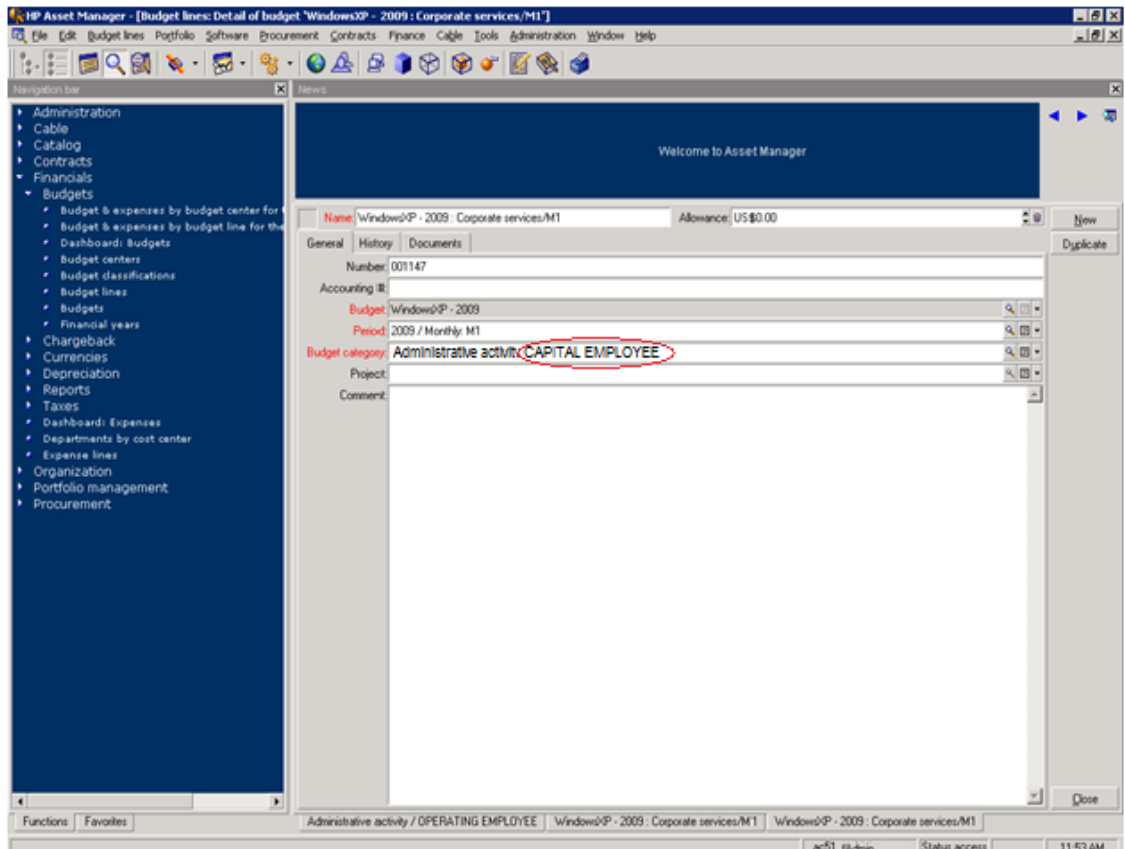 HP Asset Manager - [Budget lines: Detail of budget 'WindowsXP - 2009 : Corporate services/M1']
File Edit Budget lines Portfolio Software Procurement Contracts Finance Cable Tools Administration Window Help
Navigation bar
Administration
Cable
Catalog
Contracts
Financials
Budgets
Budget & expenses by budget center for
Budget & expenses by budget line for the
Dashboard: Budgets
Budget centers
Budget classifications
Budget lines
Budgets
Financial years
Chargeback
Currencies
Depreciation
Reports
Taxes
Dashboard: Expenses
Departments by cost center
Expense lines
Organization
Portfolio management
Procurement
Functions Favorites
News
Welcome to Asset Manager
Name: WindowsXP - 2009 : Corporate services/M1 Allowance: US$0.00
New
Duplicate
General History Documents
Number: 001147
Accounting #:
Budget: WindowsXP - 2009
Period: 2009 / Monthly: M1
Budget category: Administrative activity CAPITAL EMPLOYEE
Project:
Comment:
Close
Administrative activity / OPERATING EMPLOYEE WindowsXP - 2009 : Corporate services/M1 WindowsXP - 2009 : Corporate services/M1
Status access 11:53 AM